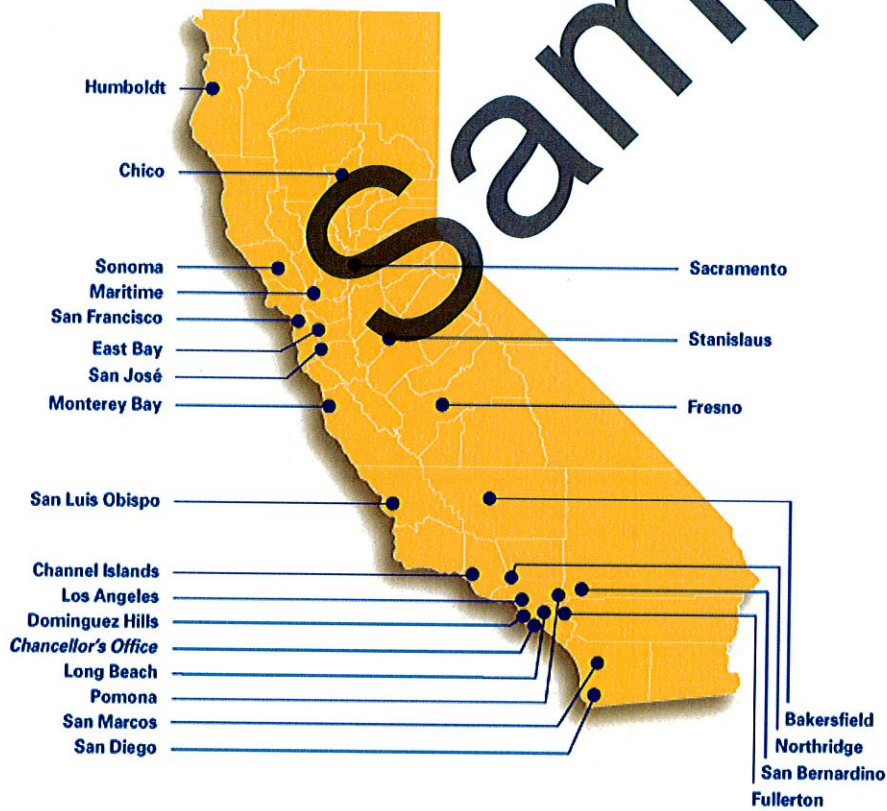 Samp
Humboldt
Chico
Sonoma
Maritime
San Francisco
East Bay
San José
Monterey Bay
San Luis Obispo
Channel Islands
Los Angeles
Dominguez Hills
Chancellor's Office
Long Beach
Pomona
San Marcos
San Diego
Sacramento
Stanislaus
Fresno
Bakersfield
Northridge
San Bernardino
Fullerton